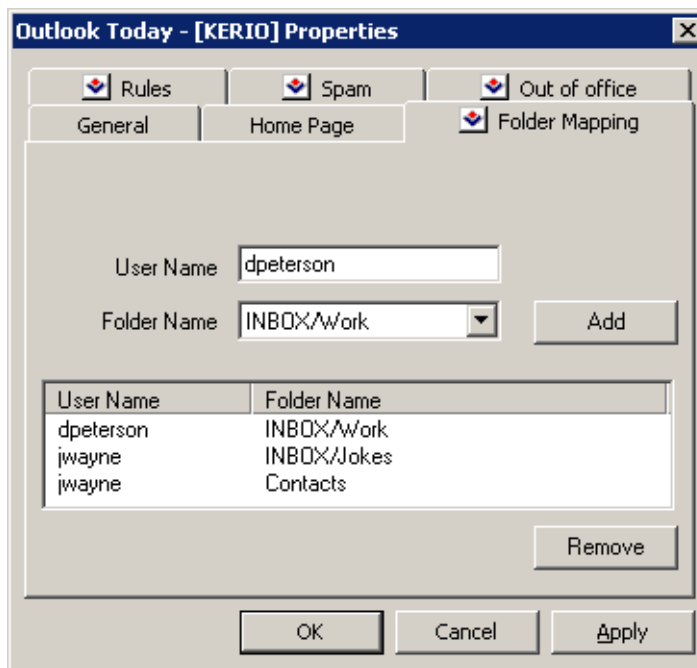 Outlook Today - [KERIO] Properties
Rules Spam Out of office
General Home Page Folder Mapping
User Name dpeterson
Folder Name INBOX/Work Add
User Name Folder Name
dpeterson INBOX/Work
jwayne INBOX/Jokes
jwayne Contacts
Remove
OK Cancel Apply